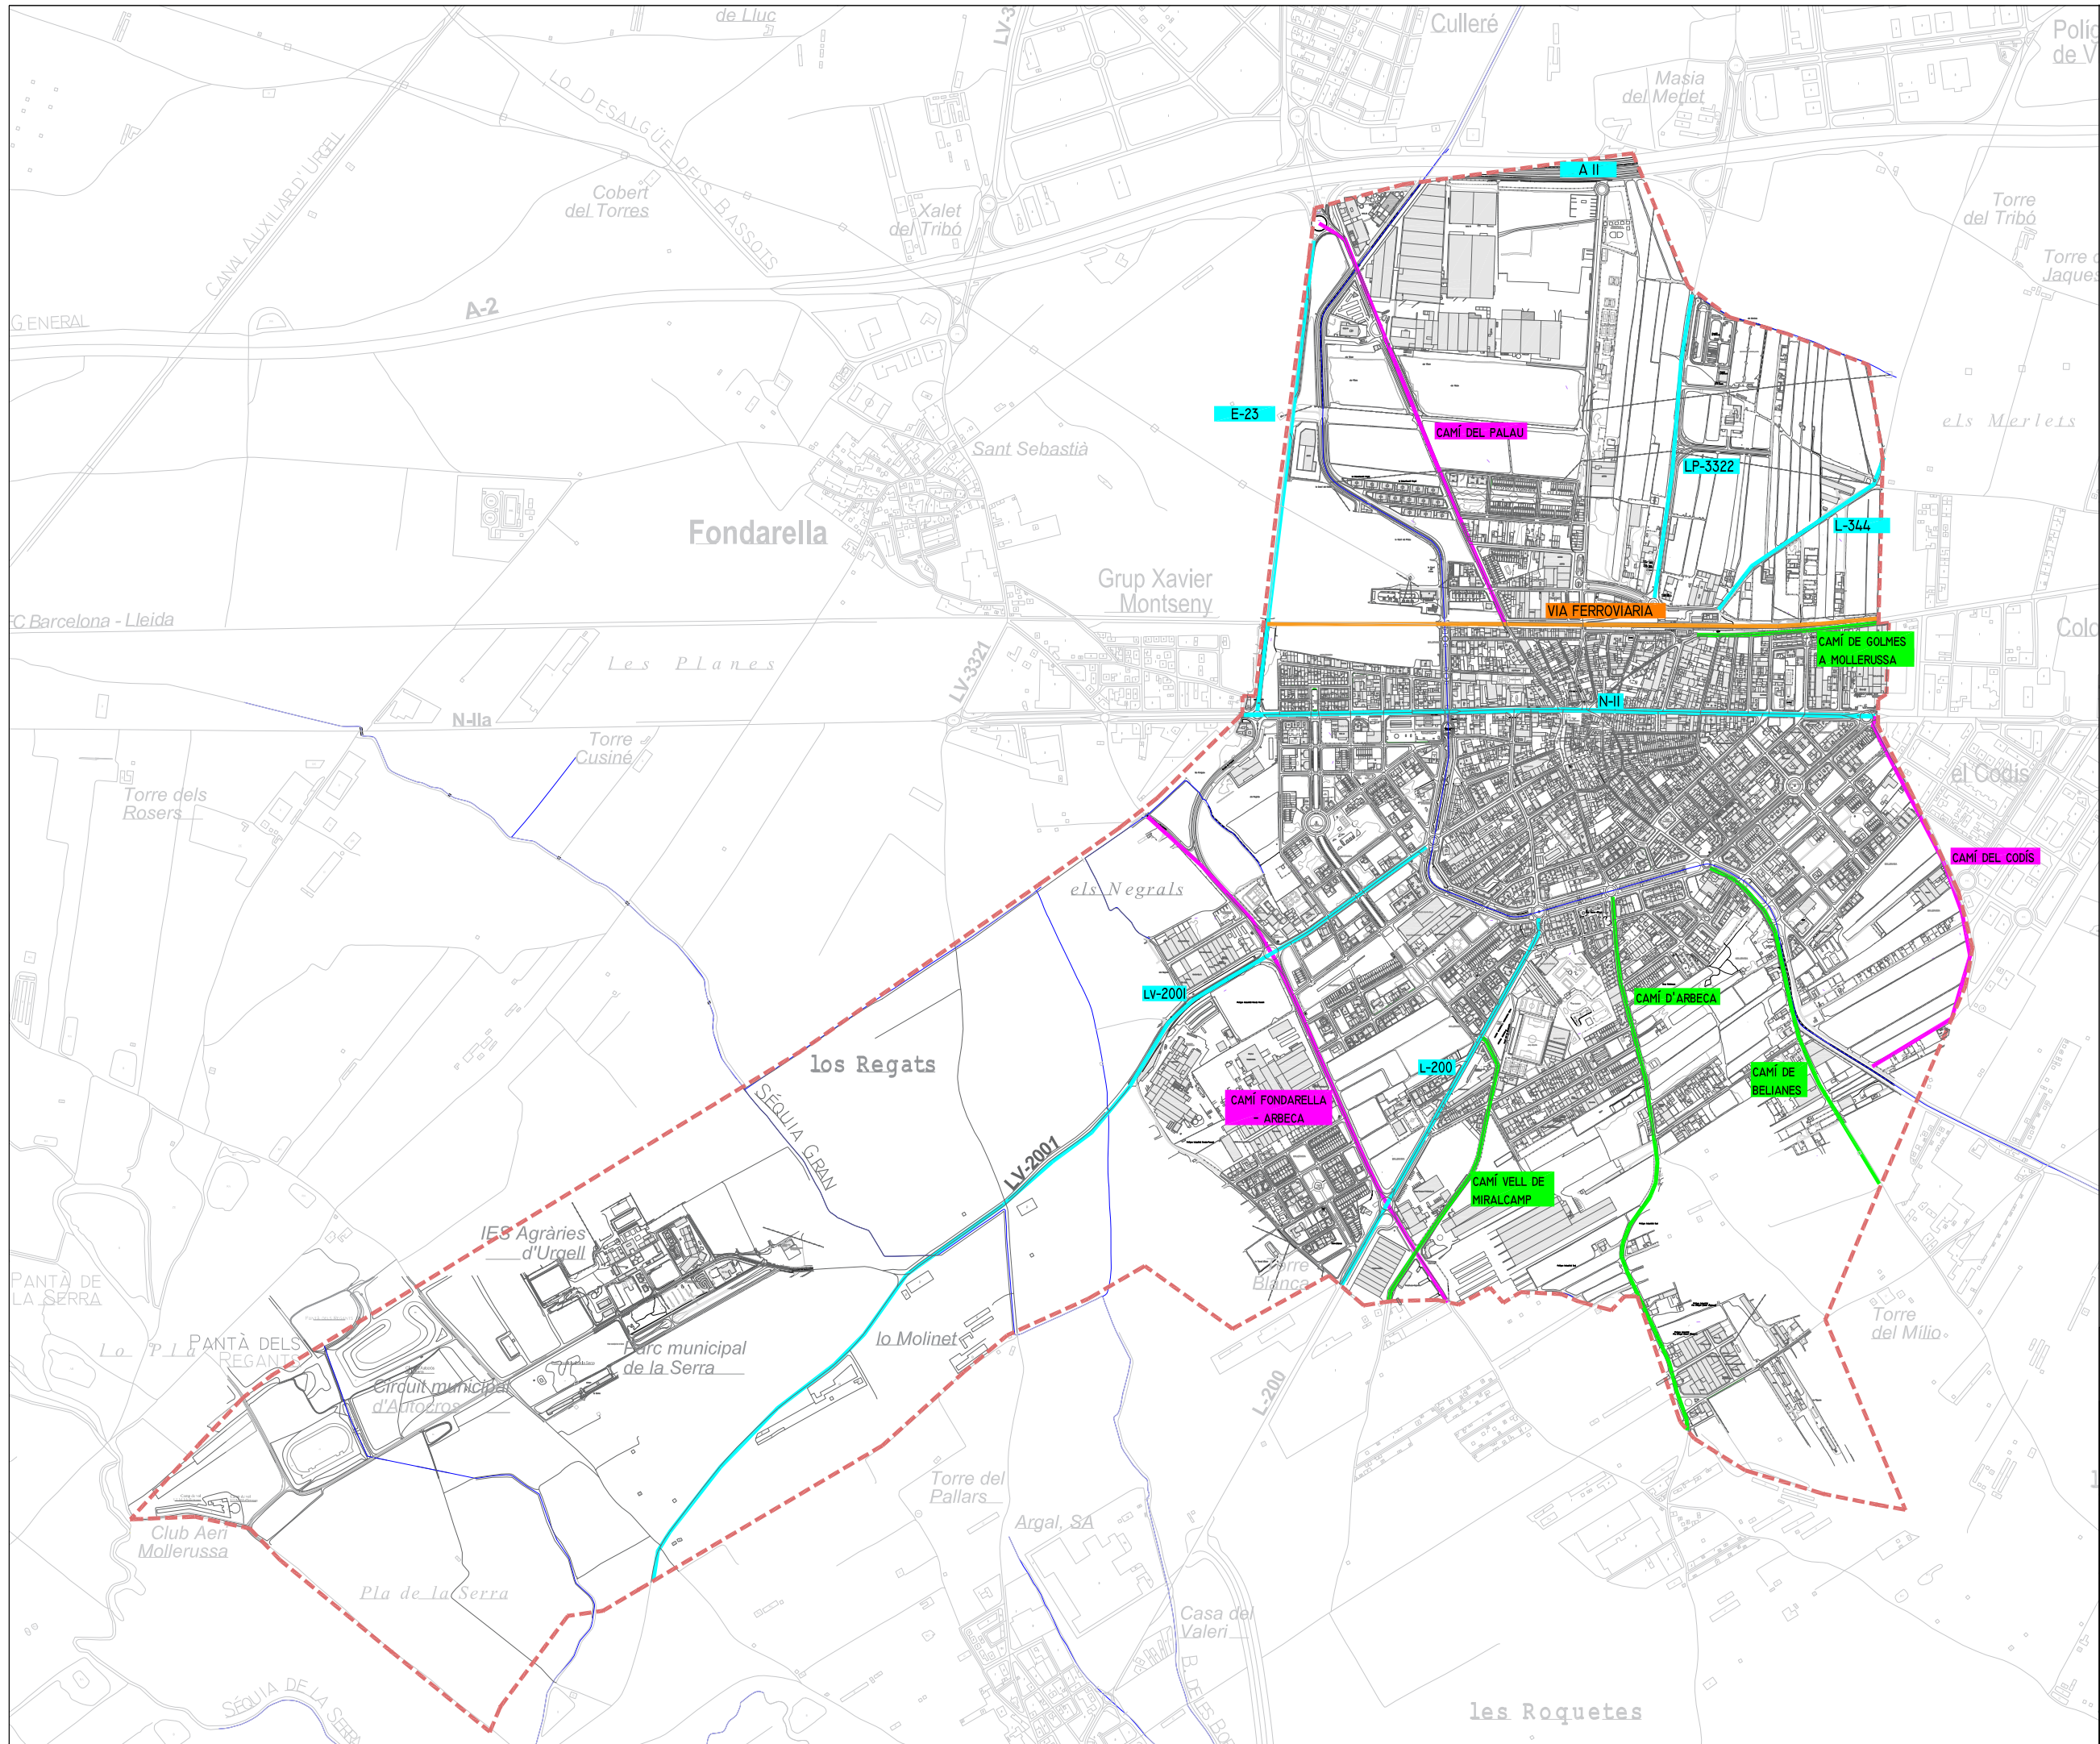 de Lluc
LV-3
Culleré
Políg
de V
LO DESALGÜE DELS BASSOTS
Masia
del Merlet
CANAL AUXILIAR D'URGELL
Cobert
del Torres
Xalet
del Tribó
A II
Torre
del Tribó
Torre d
Jaques
GENERAL
A-2
E-23
CAMÍ DEL PALAU
els Merlets
Sant Sebastià
LP-3322
Fondarella
L-344
Grup Xavier
Montseny
VIA FERROVIARIA
FC Barcelona - Lleida
CAMÍ DE GOLMES
A MOLLERUSSA
Colo
Les Planes
LV-3321
N-II
N-IIa
Torre
Cusiné
el Codís
Torre dels
Rosers
CAMÍ DEL CODÍS
els Negrals
LV-2001
CAMÍ D'ARBECA
los Regats
L-200
CAMÍ DE
BELIANES
SÉQUIA GRAN
CAMÍ FONDARELLA
- ARBECA
LV-2001
CAMÍ VELL DE
MIRALCAMP
IES Agràries
d'Urgell
Torre
Blanca
PANTÀ DE
LA SERRA
Torre
del Milio
Lo Pla
PANTÀ DELS
REGANTS
lo Molinet
Parc municipal
de la Serra
Circuit municipal
d'Autocros
L-200
Torre del
Pallars
Argal, SA
Club Aeri
Mollerussa
Pla de la Serra
Casa del
Valeri
SÉQUIA DE LA SERRA
les Roquetes